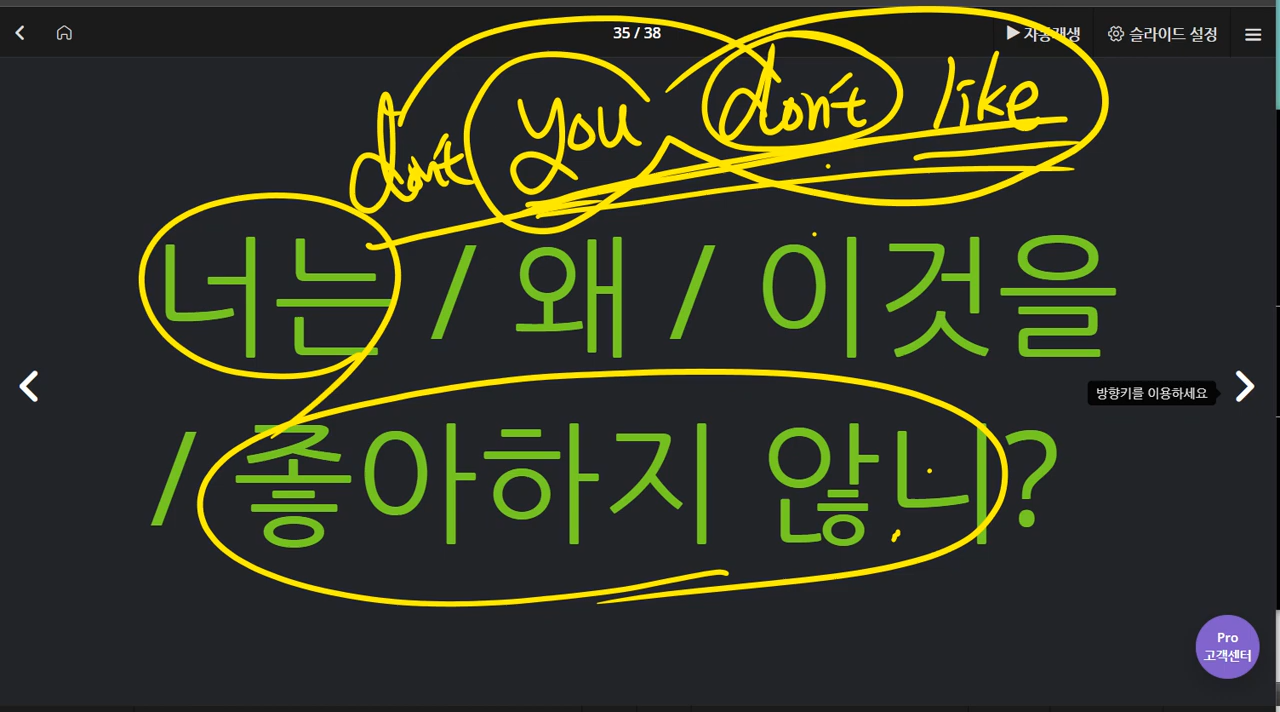 35 / 38
▶ 자동재생
슬라이드 설정
don't you don't like
너는 / 왜 / 이것을
/ 좋아하지 않니?
방향키를 이용하세요
Pro
고객센터